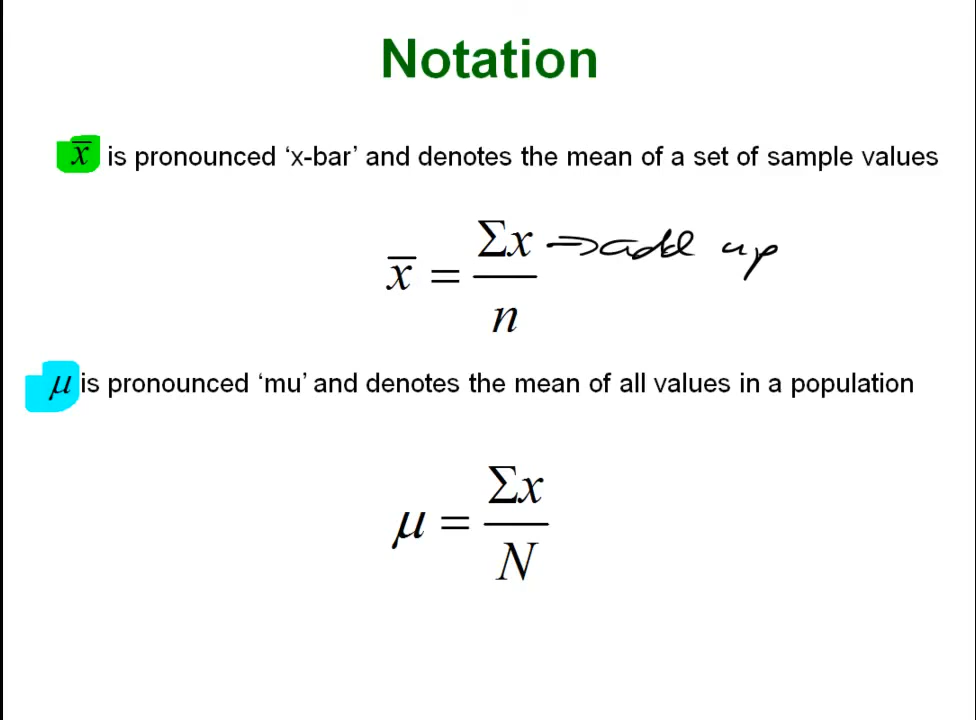 Notation
x̄ is pronounced ‘x-bar’ and denotes the mean of a set of sample values
x̄ = Σx / n ⇒ add up
μ is pronounced ‘mu’ and denotes the mean of all values in a population
μ = Σx / N